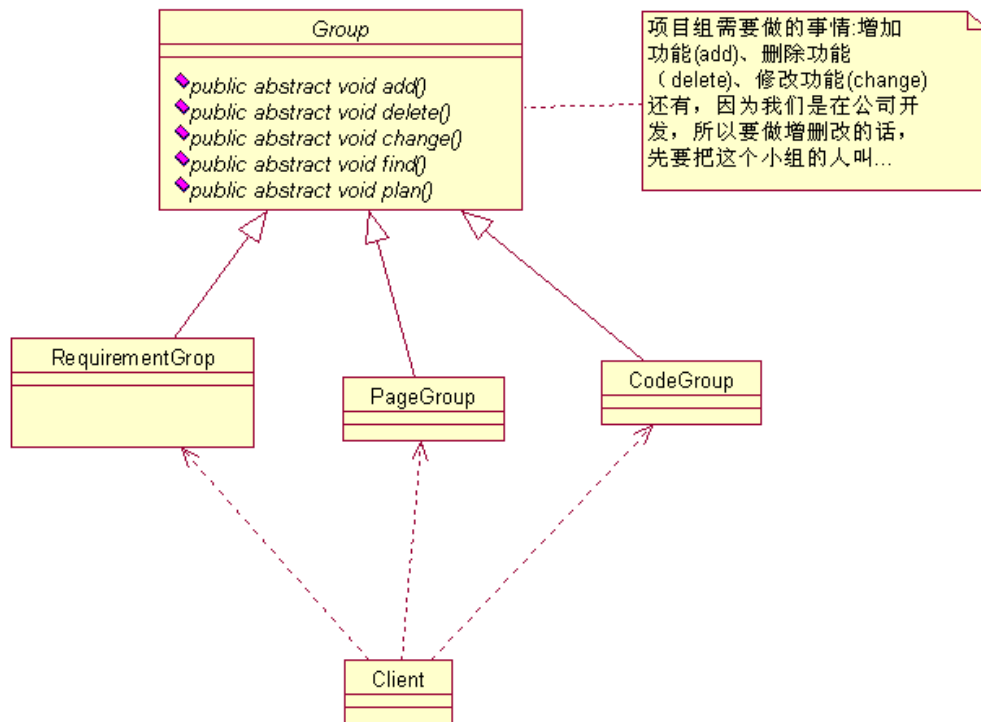 Group
public abstract void add()
public abstract void delete()
public abstract void change()
public abstract void find()
public abstract void plan()
项目组需要做的事情:增加
功能(add)、删除功能
（delete)、修改功能(change)
还有，因为我们是在公司开
发，所以要做增删改的话，
先要把这个小组的人叫...
RequirementGrop
PageGroup
CodeGroup
Client